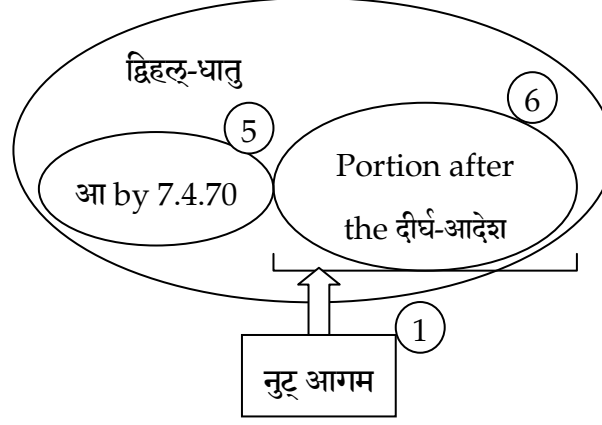 द्विहल्-धातु
5
6
आ by 7.4.70
Portion after
the दीर्घ-आदेश
1
नुट् आगम